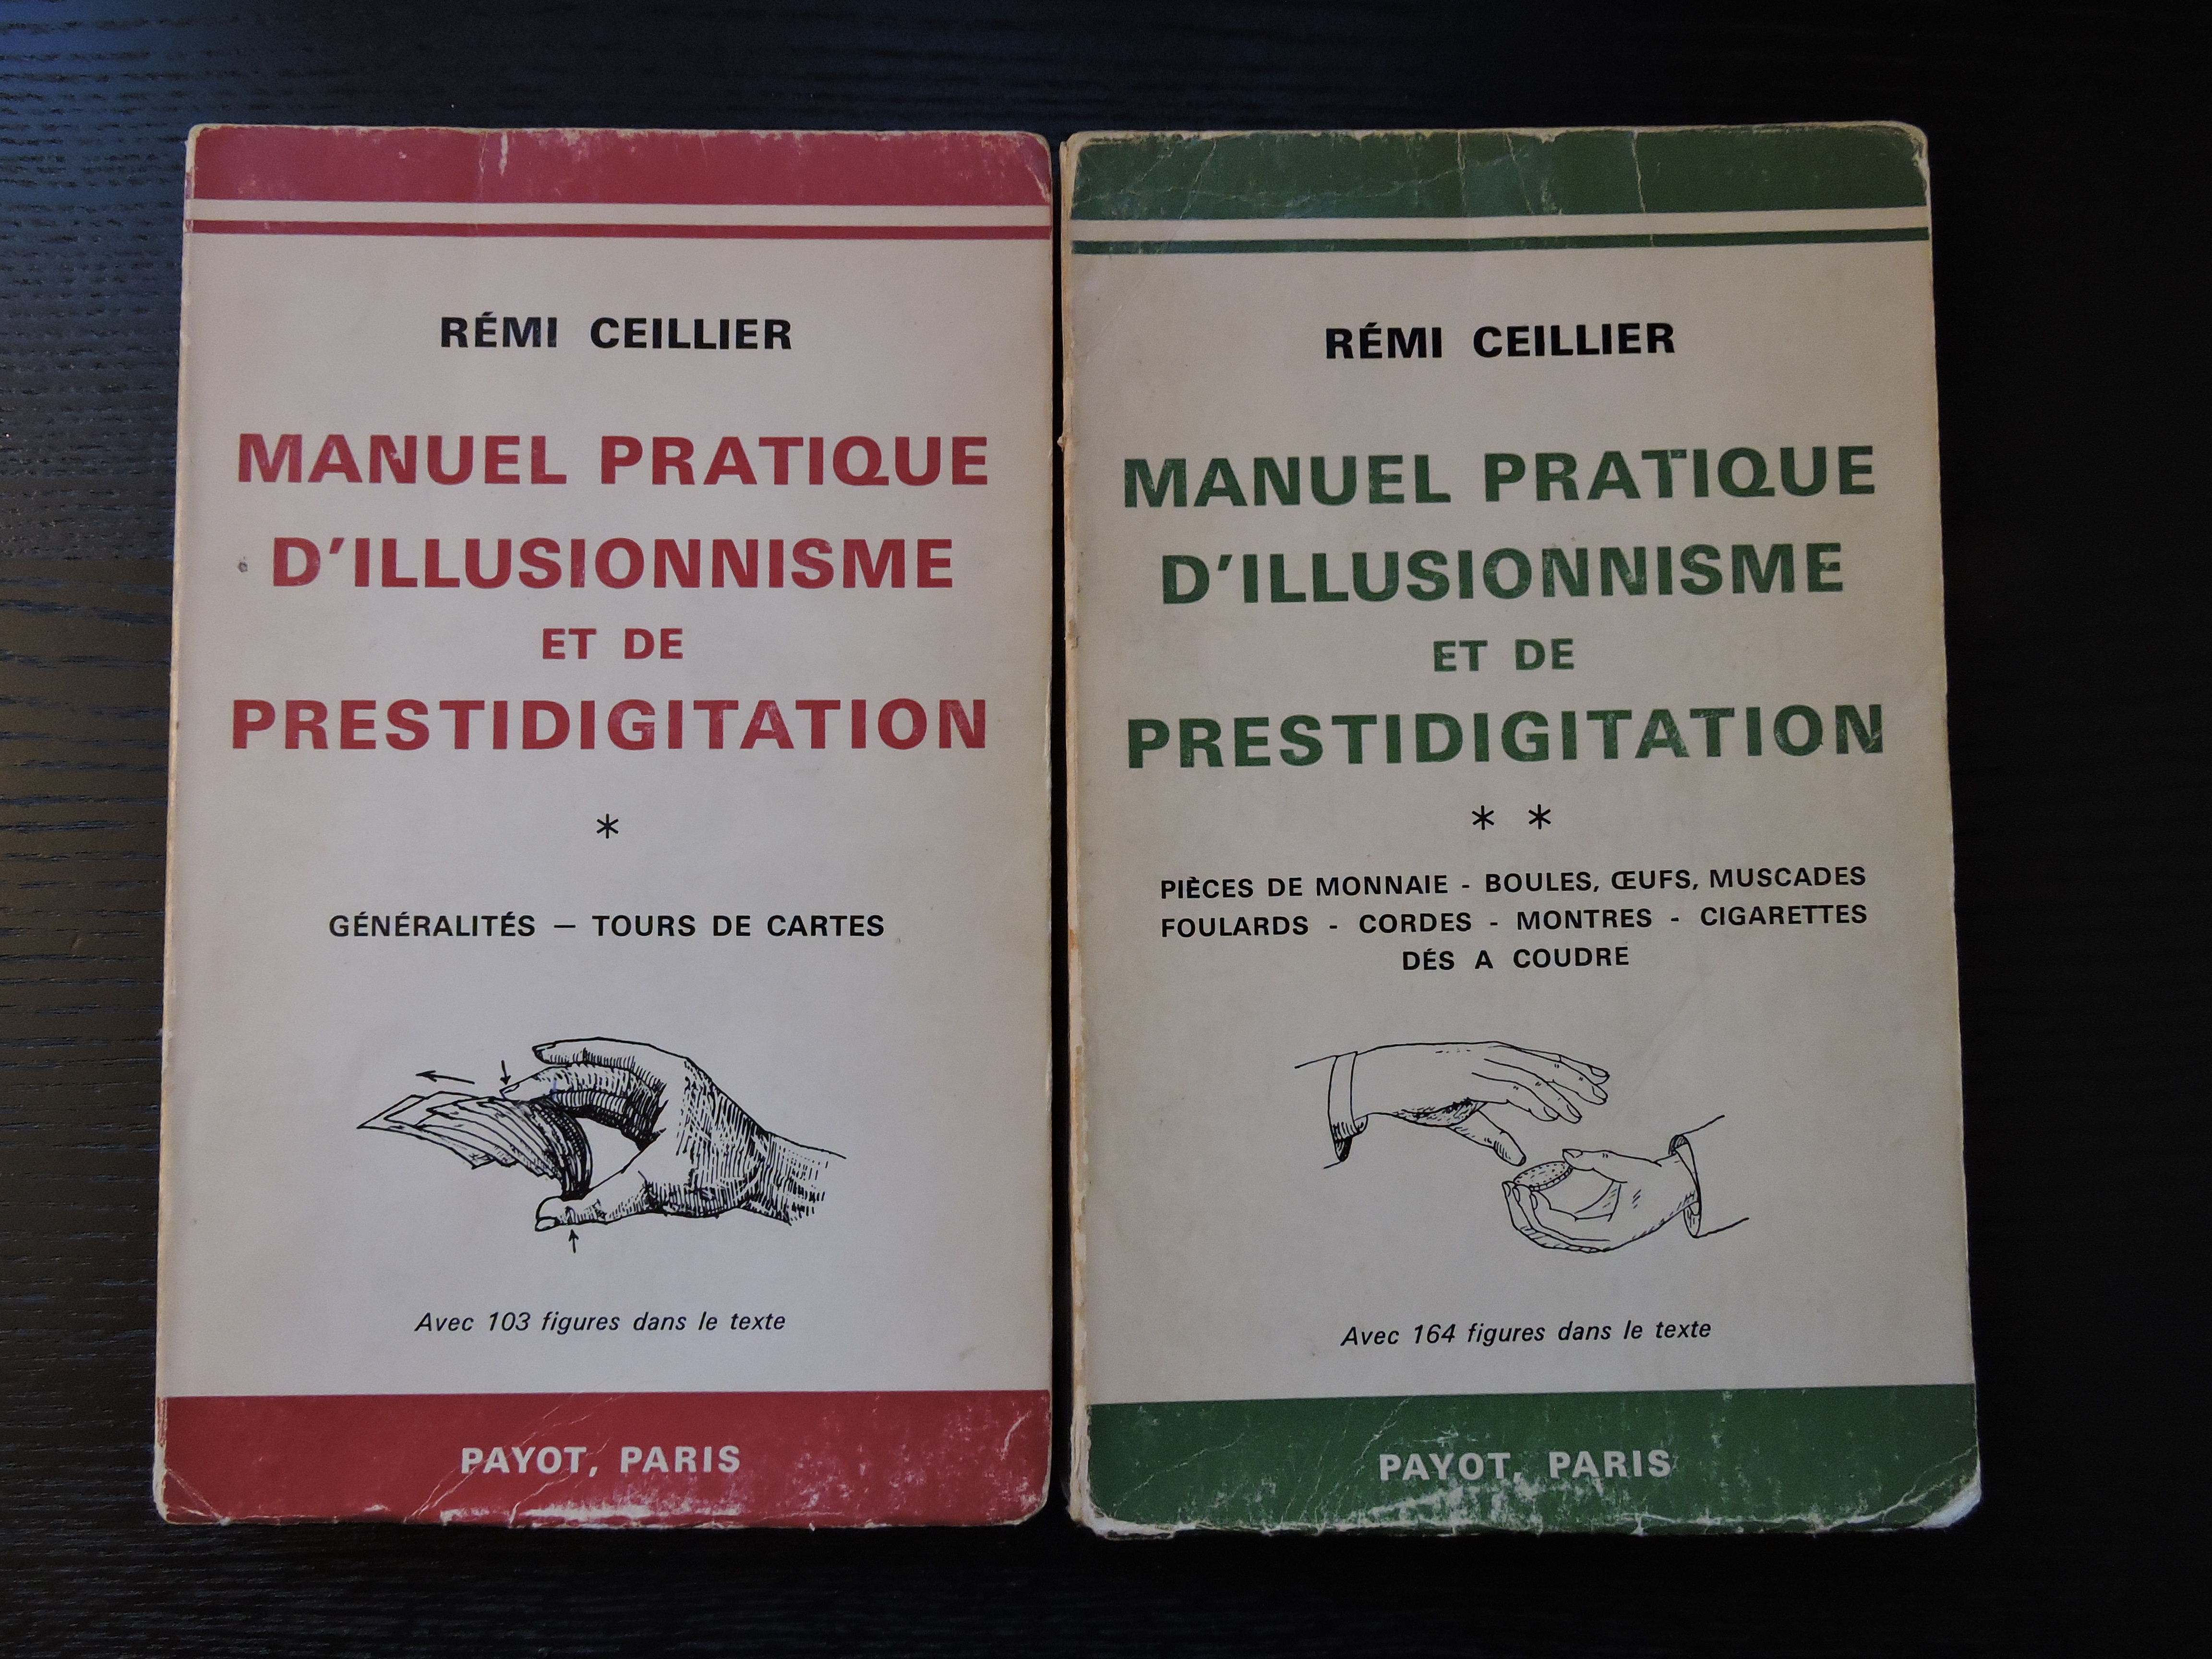 RÉMI CEILLIER
MANUEL PRATIQUE
D'ILLUSIONNISME
ET DE
PRESTIDIGITATION
*
GÉNÉRALITÉS — TOURS DE CARTES
Avec 103 figures dans le texte
PAYOT, PARIS
RÉMI CEILLIER
MANUEL PRATIQUE
D'ILLUSIONNISME
ET DE
PRESTIDIGITATION
* *
PIÈCES DE MONNAIE - BOULES, ŒUFS, MUSCADES
FOULARDS - CORDES - MONTRES - CIGARETTES
DÉS A COUDRE
Avec 164 figures dans le texte
PAYOT, PARIS